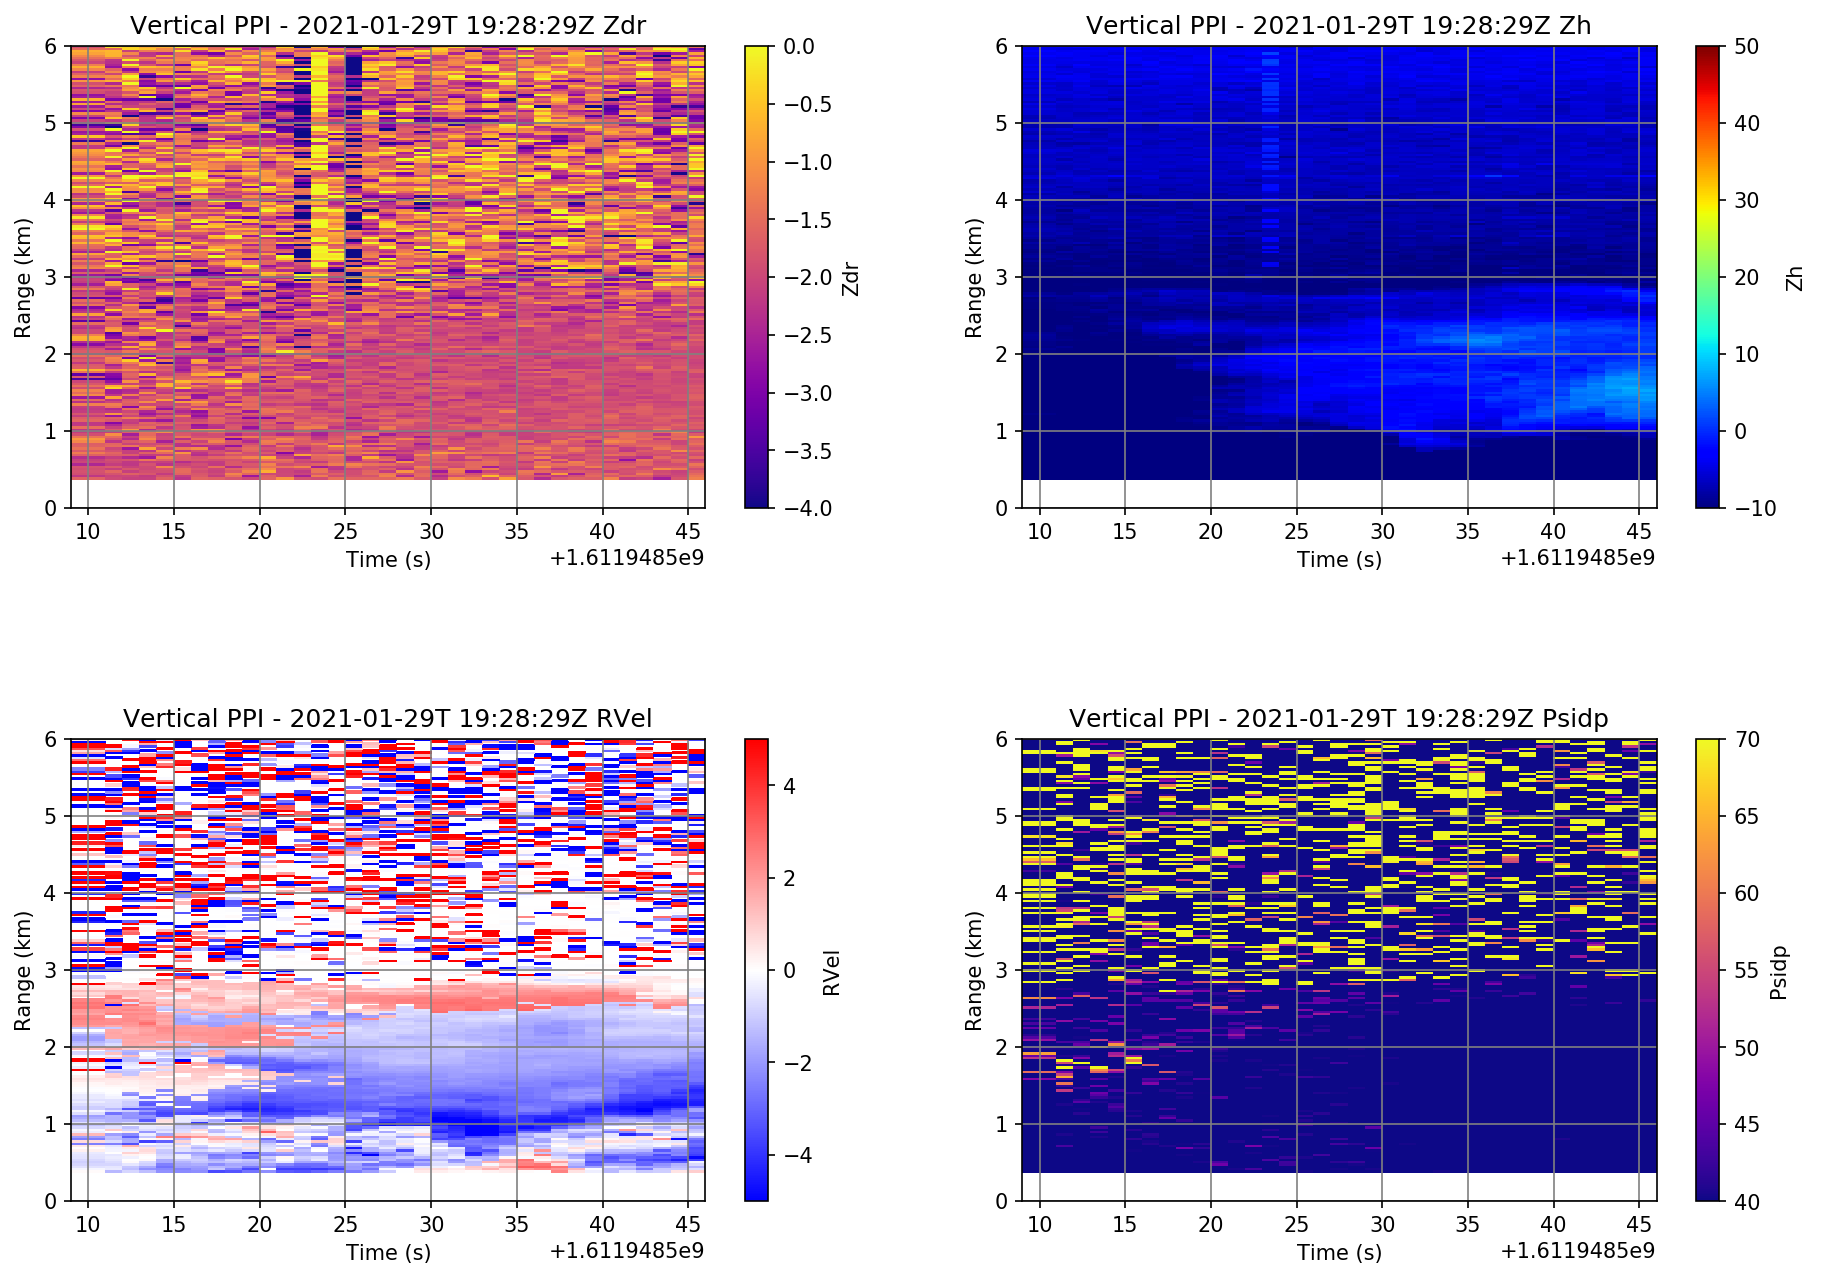 Vertical PPI - 2021-01-29T 19:28:29Z Zdr
6
5
4
3
2
1
0
Range (km)
10 15 20 25 30 35 40 45
Time (s)
+1.6119485e9
0.0
−0.5
−1.0
−1.5
−2.0
−2.5
−3.0
−3.5
−4.0
Zdr
Vertical PPI - 2021-01-29T 19:28:29Z Zh
6
5
4
3
2
1
0
Range (km)
10 15 20 25 30 35 40 45
Time (s)
+1.6119485e9
50
40
30
20
10
0
−10
Zh
Vertical PPI - 2021-01-29T 19:28:29Z RVel
6
5
4
3
2
1
0
Range (km)
10 15 20 25 30 35 40 45
Time (s)
+1.6119485e9
4
2
0
−2
−4
RVel
Vertical PPI - 2021-01-29T 19:28:29Z Psidp
6
5
4
3
2
1
0
Range (km)
10 15 20 25 30 35 40 45
Time (s)
+1.6119485e9
70
65
60
55
50
45
40
Psidp